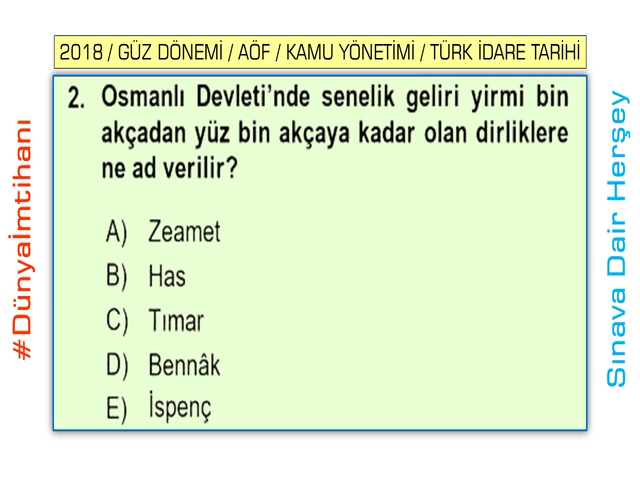 2018 / GÜZ DÖNEMİ / AÖF / KAMU YÖNETİMİ / TÜRK İDARE TARİHİ
2. Osmanlı Devleti'nde senelik geliri yirmi bin
akçadan yüz bin akçaya kadar olan dirliklere
ne ad verilir?
A) Zeamet
B) Has
C) Tımar
D) Bennâk
E) İspenç
#Dünyaİmtihanı
Sınava Dair Herşey